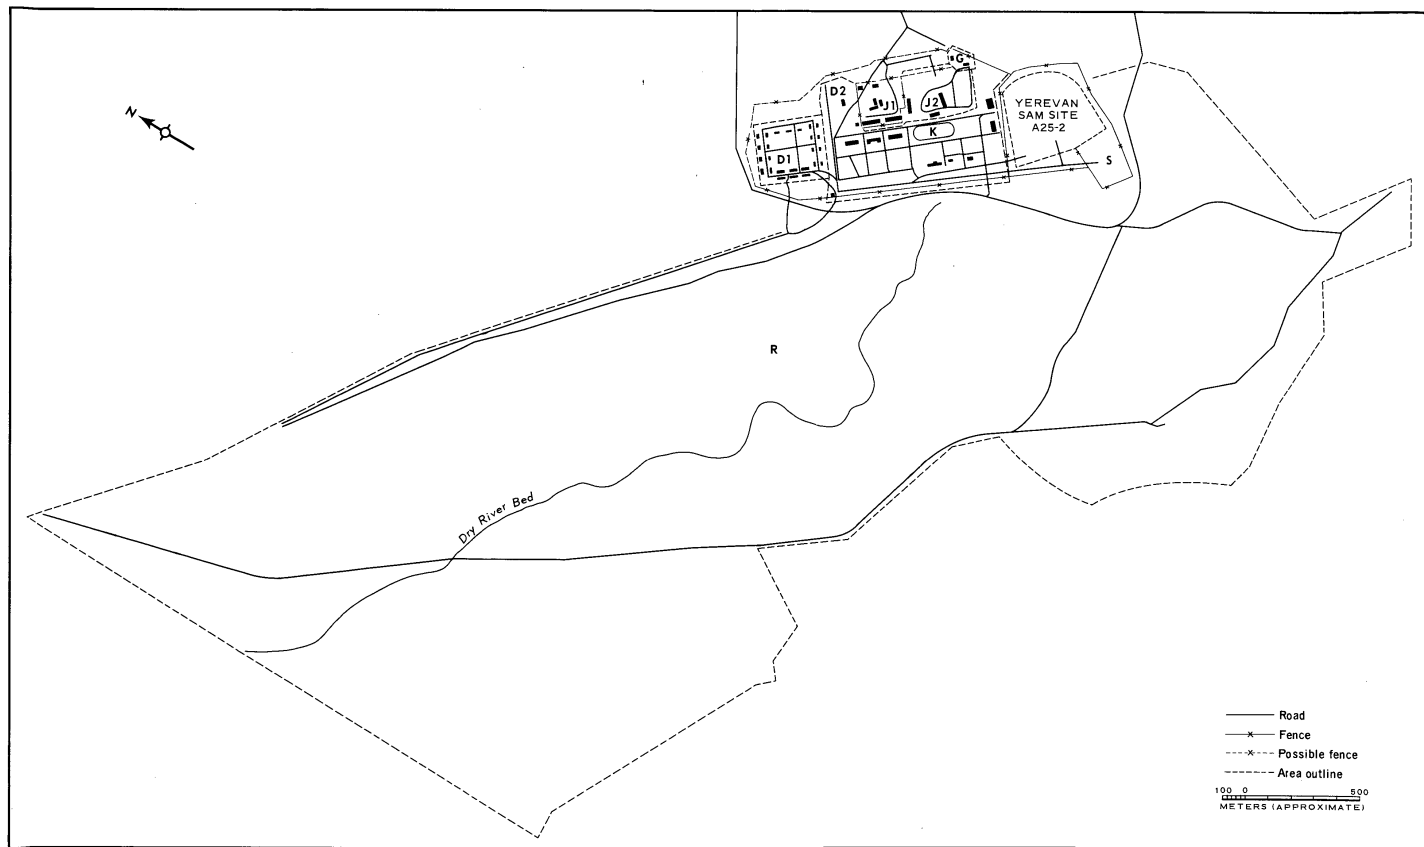 N
G
D2
J1
J2
YEREVAN
SAM SITE
A25-2
K
D1
S
R
Dry River Bed
Road
Fence
Possible fence
Area outline
100 0 500
METERS (APPROXIMATE)